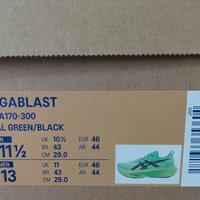 GABLAST
A170-300
AL GREEN/BLACK
UK 10½ EUR 46
11½ BR 43 AR 44
CM 29.0
MEN UK 11 EUR 46
13 BR 43 AR 44
CM 29.0